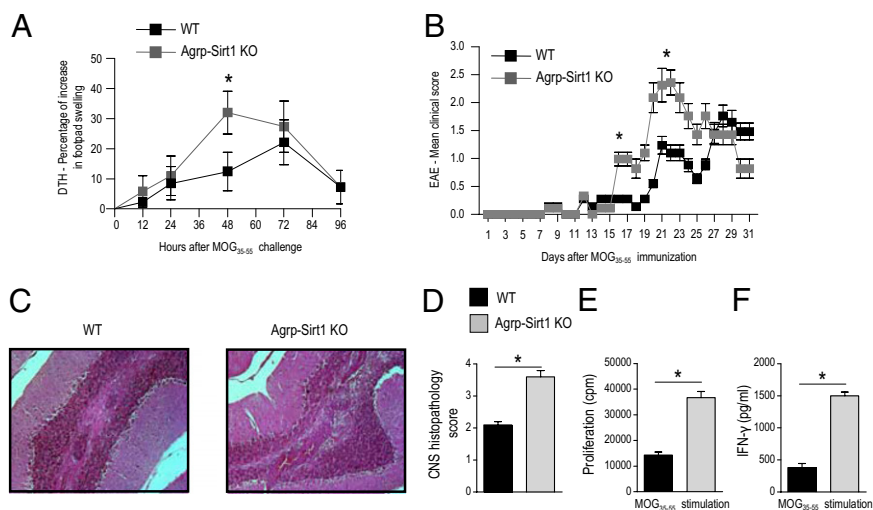 A
WT
Agrp-Sirt1 KO
50
40
30
20
10
0
*
DTH - Percentage of increase
in footpad swelling
0 12 24 36 48 60 72 84 96
Hours after MOG35-55 challenge
B
WT
Agrp-Sirt1 KO
3.0
2.5
2.0
1.5
1.0
0.5
0.0
*
*
EAE - Mean clinical score
1 3 5 7 9 11 13 15 17 19 21 23 25 27 29 31
Days after MOG35-55 immunization
C
WT
Agrp-Sirt1 KO
D
WT
Agrp-Sirt1 KO
4
3
2
1
0
*
CNS histopathology
score
E
50000
40000
30000
20000
10000
0
*
Proliferation (cpm)
MOG35-55 stimulation
F
1500
1000
500
0
*
IFN-γ (pg/ml)
MOG35-55 stimulation